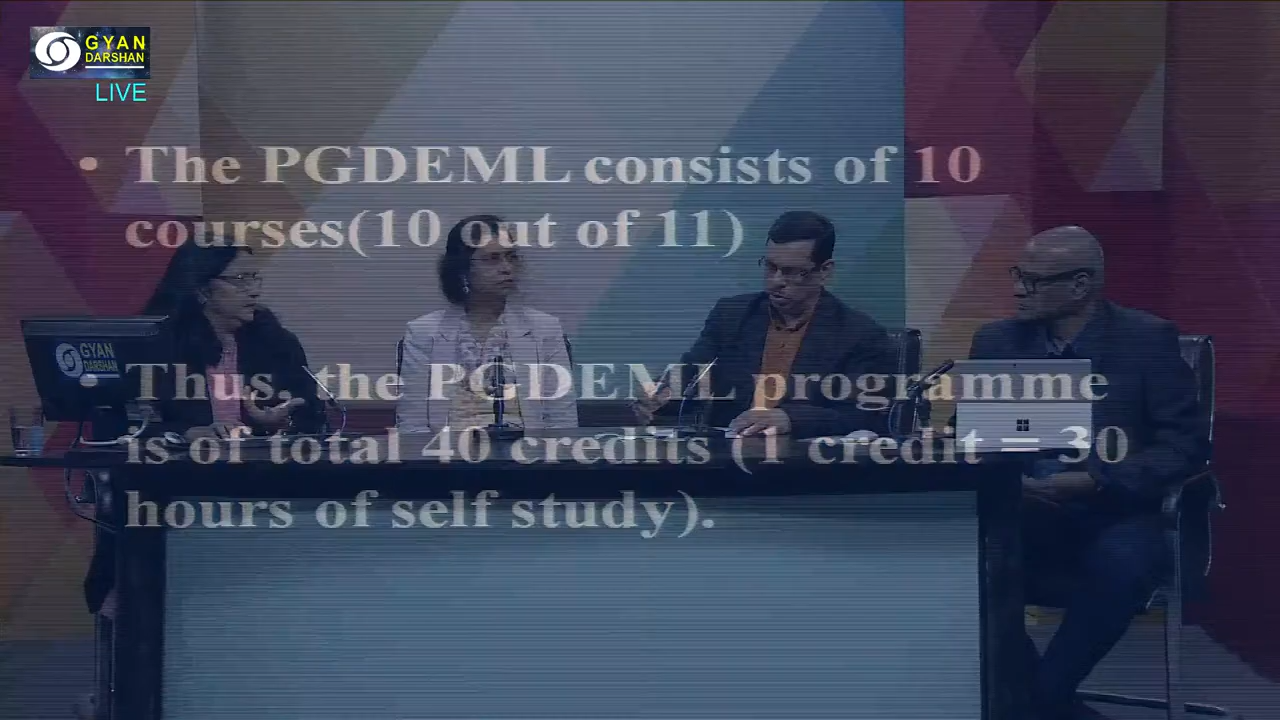 GYAN
DARSHAN
LIVE
• The PGDEML consists of 10
courses(10 out of 11)
GYAN
DARSHAN
• Thus, the PGDEML programme
is of total 40 credits (1 credit = 30
hours of self study).